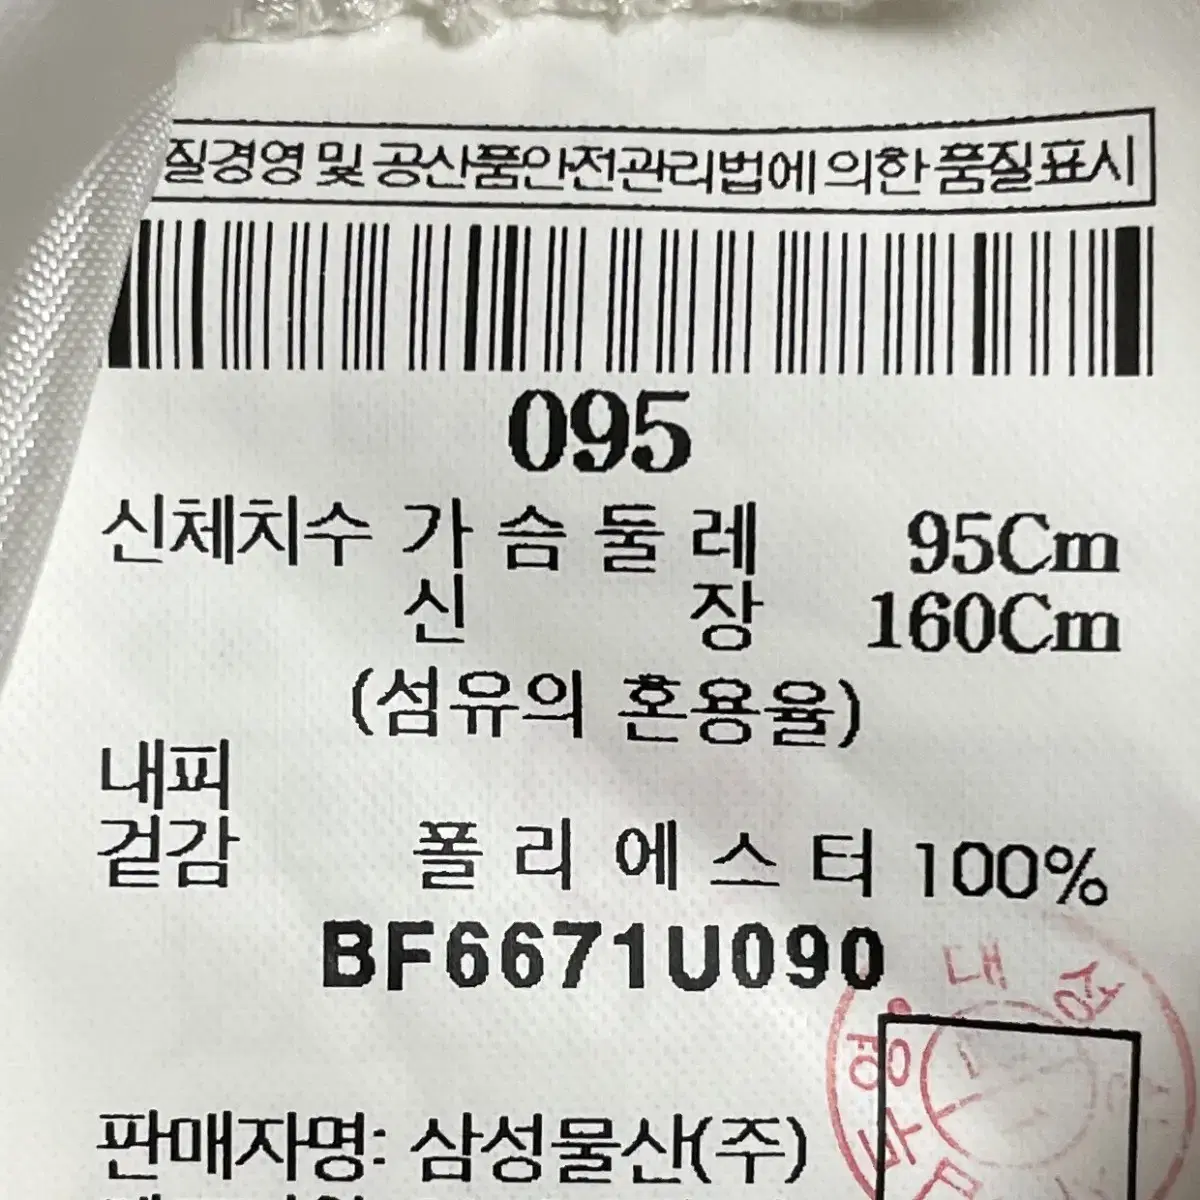 질경영 및 공산품안전관리법에 의한 품질표시
095
신체치수 가슴둘레 95Cm
신장 160Cm
(섬유의 혼용율)
내피
겉감 폴리에스터 100%
BF6671U090
판매자명: 삼성물산(주)